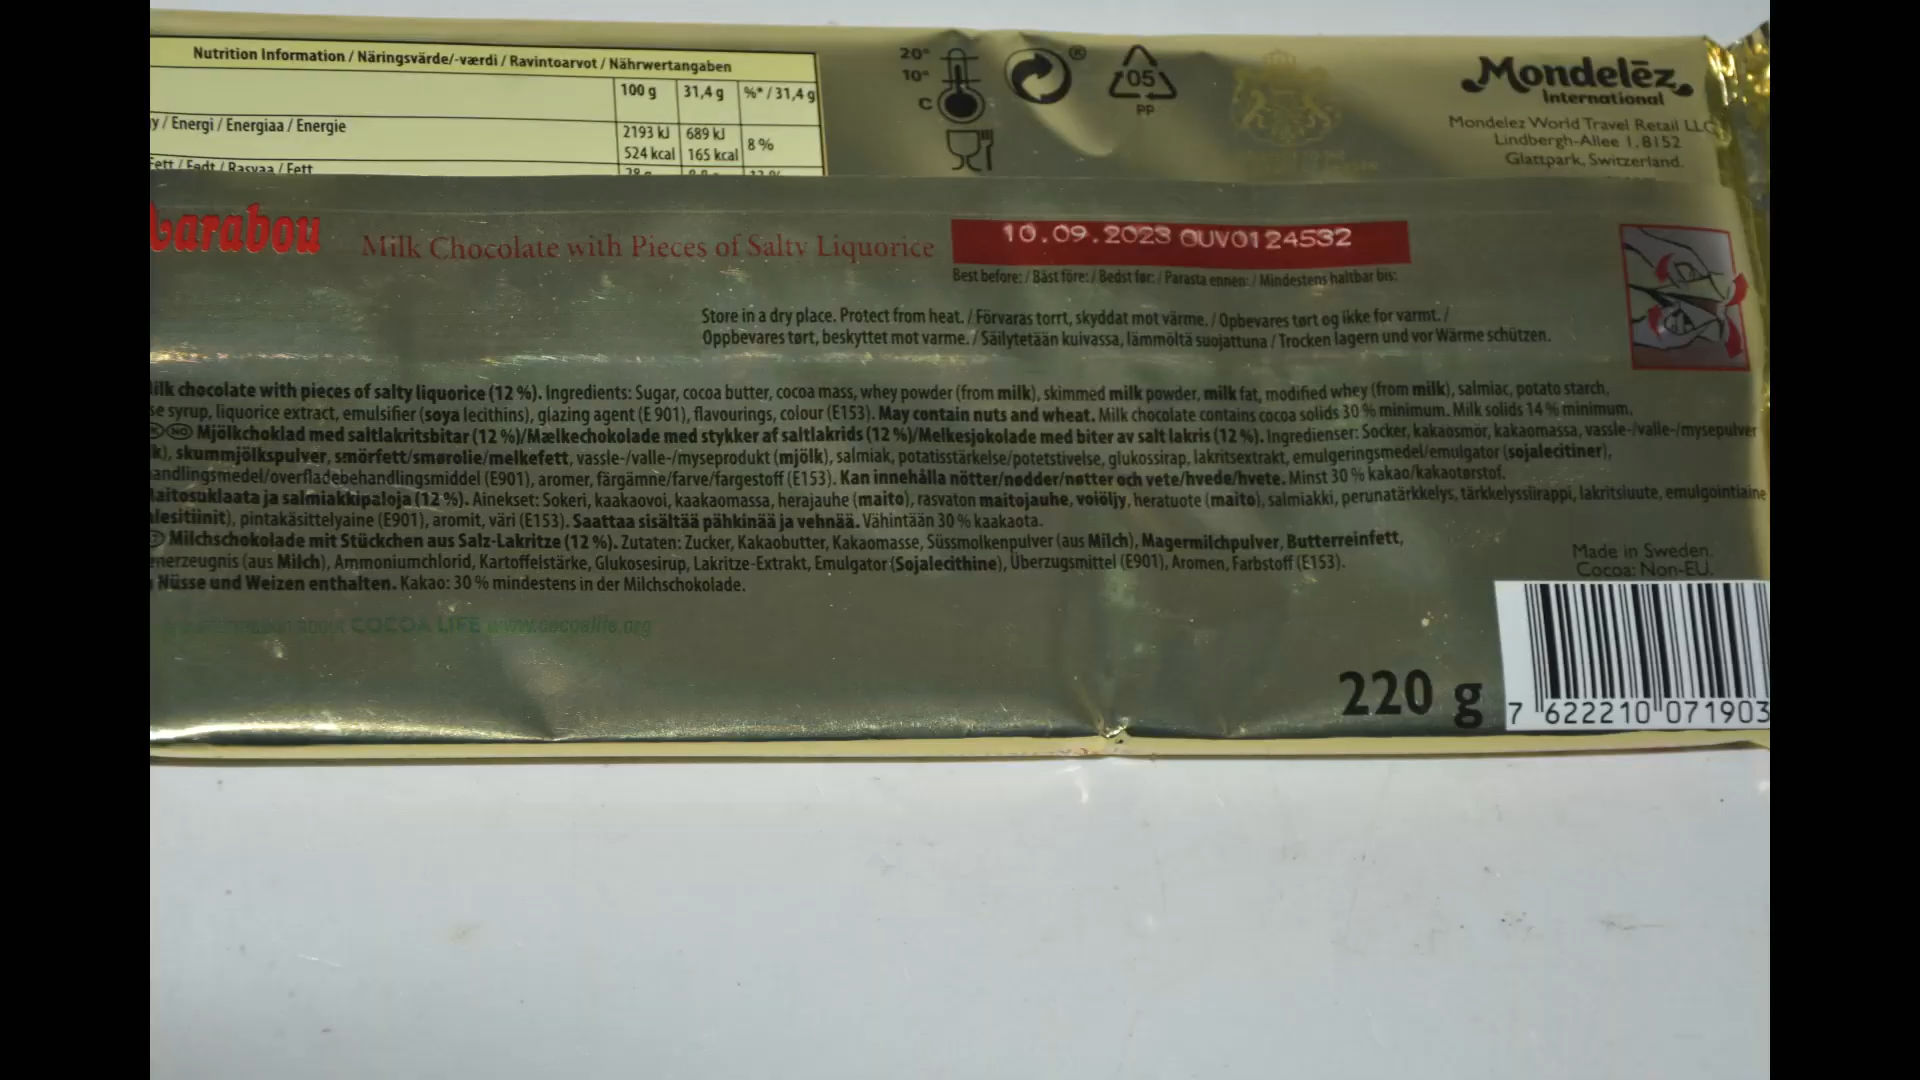 Nutrition Information / Näringsvärde/-værdi / Ravintoarvot / Nährwertangaben
100 g 31,4 g %* / 31,4 g
y / Energi / Energiaa / Energie 2193 kJ 689 kJ 8 %
524 kcal 165 kcal
Fett / Fedt / Rasvaa / Fett
20°
10°
C
®
05
PP
Mondelēz
International
Mondelez World Travel Retail LLC
Lindbergh-Allee 1, 8152
Glattpark, Switzerland.
Marabou
Milk Chocolate with Pieces of Salty Liquorice
10.09.2023 OUV0124532
Best before: / Bäst före: / Bedst før: / Parasta ennen: / Mindestens haltbar bis:
Store in a dry place. Protect from heat. / Förvaras torrt, skyddat mot värme. / Opbevares tørt og ikke for varmt. /
Oppbevares tørt, beskyttet mot varme. / Säilytetään kuivassa, lämmöltä suojattuna / Trocken lagern und vor Wärme schützen.
ilk chocolate with pieces of salty liquorice (12 %). Ingredients: Sugar, cocoa butter, cocoa mass, whey powder (from milk), skimmed milk powder, milk fat, modified whey (from milk), salmiac, potato starch,
se syrup, liquorice extract, emulsifier (soya lecithins), glazing agent (E 901), flavourings, colour (E153). May contain nuts and wheat. Milk chocolate contains cocoa solids 30 % minimum. Milk solids 14 % minimum.
NO Mjölkchoklad med saltlakritsbitar (12 %)/Mælkechokolade med stykker af saltlakrids (12 %)/Melkesjokolade med biter av salt lakris (12 %). Ingredienser: Socker, kakaosmör, kakaomassa, vassle-/valle-/mysepulver
k), skummjölkspulver, smörfett/smørolie/melkefett, vassle-/valle-/myseprodukt (mjölk), salmiak, potatisstärkelse/potetstivelse, glukossirap, lakritsextrakt, emulgeringsmedel/emulgator (sojalecitiner),
andlingsmedel/overfladebehandlingsmiddel (E901), aromer, färgämne/farve/fargestoff (E153). Kan innehålla nötter/nødder/nøtter och vete/hvede/hvete. Minst 30 % kakao/kakaotørstof.
aitosuklaata ja salmiakkipaloja (12 %). Ainekset: Sokeri, kaakaovoi, kaakaomassa, herajauhe (maito), rasvaton maitojauhe, voiöljy, heratuote (maito), salmiakki, perunatärkkelys, tärkkelyssiirappi, lakritsiuute, emulgointiaine
lesitiinit), pintakäsittelyaine (E901), aromit, väri (E153). Saattaa sisältää pähkinää ja vehnää. Vähintään 30 % kaakaota.
Milchschokolade mit Stückchen aus Salz-Lakritze (12 %). Zutaten: Zucker, Kakaobutter, Kakaomasse, Süssmolkenpulver (aus Milch), Magermilchpulver, Butterreinfett,
enerzeugnis (aus Milch), Ammoniumchlorid, Kartoffelstärke, Glukosesirup, Lakritze-Extrakt, Emulgator (Sojalecithine), Überzugsmittel (E901), Aromen, Farbstoff (E153).
Nüsse und Weizen enthalten. Kakao: 30 % mindestens in der Milchschokolade.
Made in Sweden.
Cocoa: Non-EU.
about COCOA LIFE www.cocoalife.org
220 g
7 622210 071903